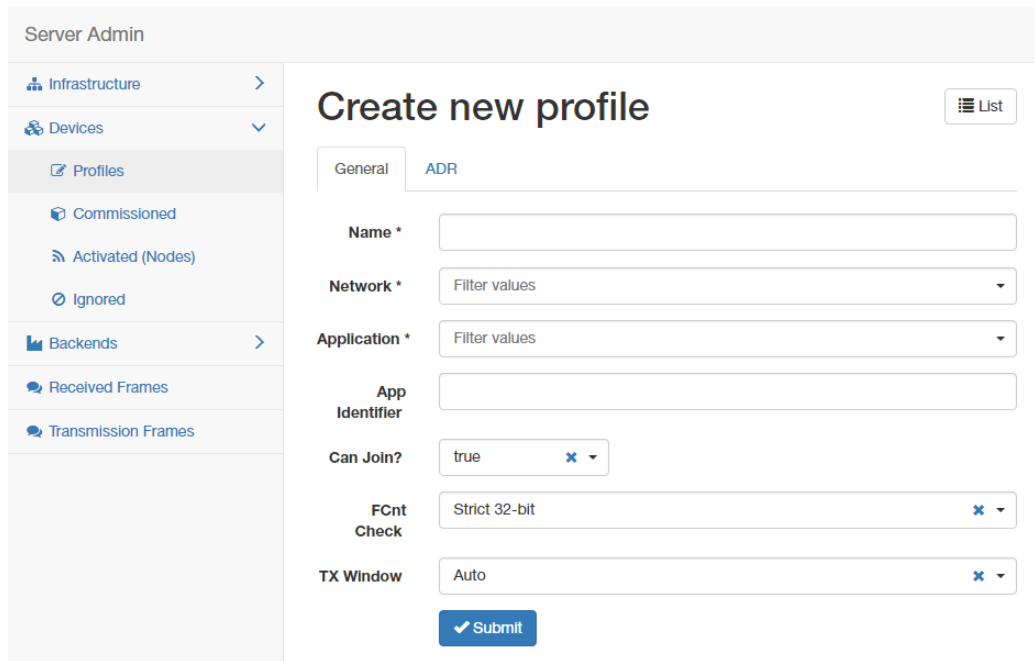 Server Admin
Infrastructure
Devices
Profiles
Commissioned
Activated (Nodes)
Ignored
Backends
Received Frames
Transmission Frames
Create new profile
List
General ADR
Name *
Network * Filter values
Application * Filter values
App
Identifier
Can Join? true
FCnt
Check Strict 32-bit
TX Window Auto
Submit